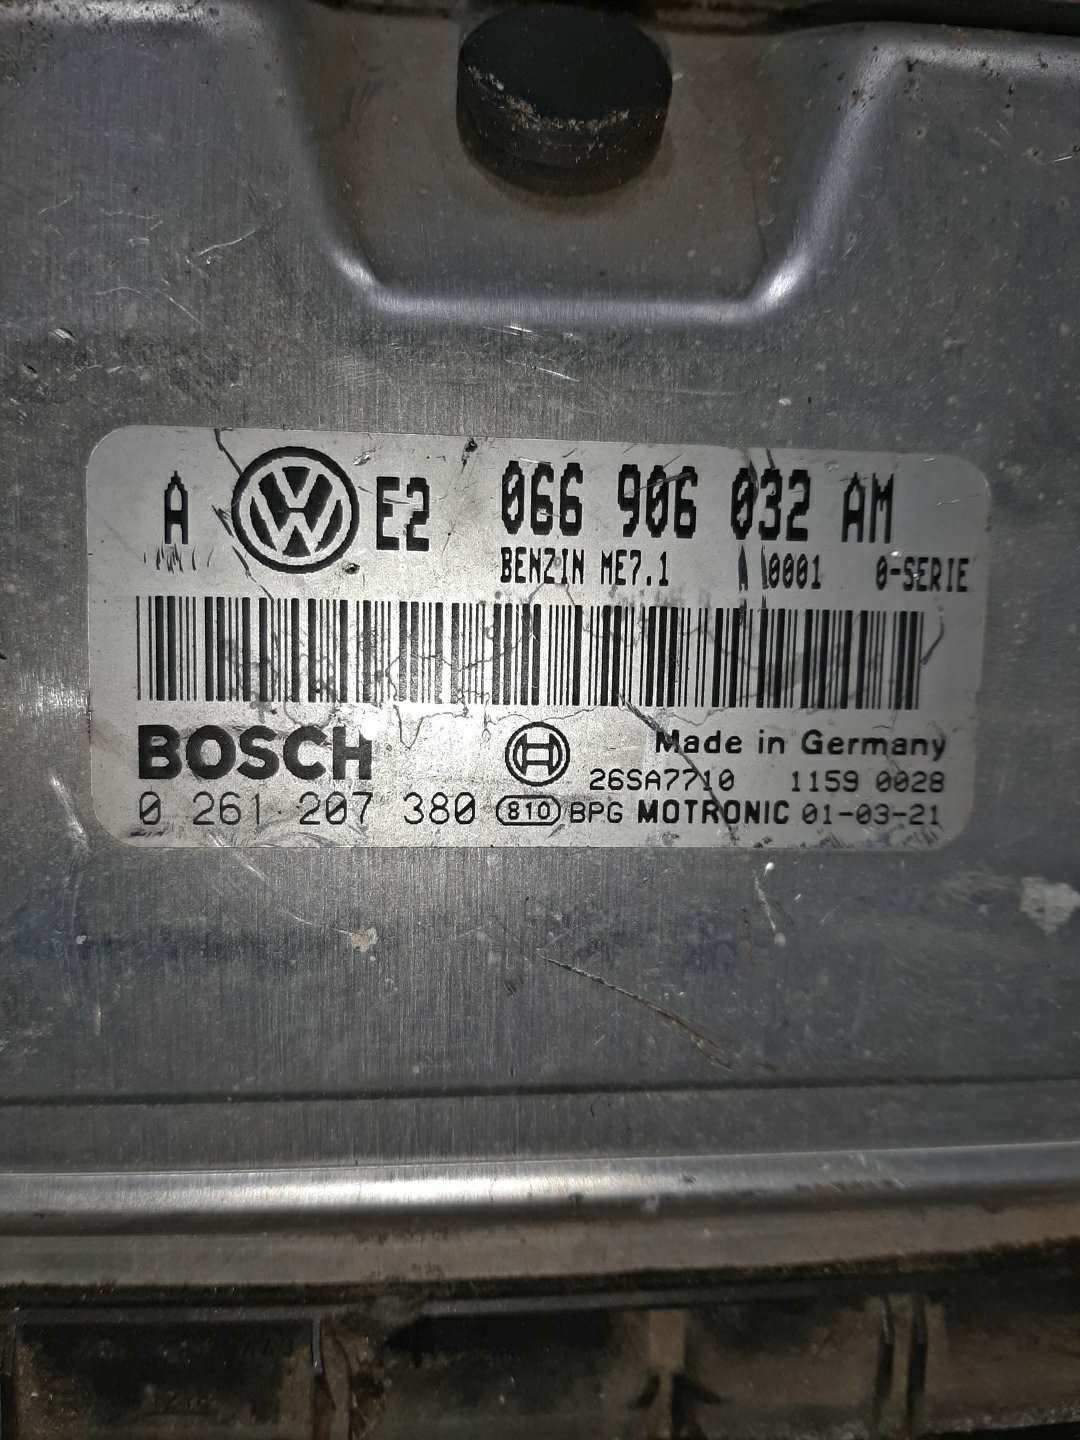 A E2 066 906 032 AM
BENZIN ME7.1 A 0001 0-SERIE
BOSCH Made in Germany
26SA7710 1159 0028
0 261 207 380 810 BPG MOTRONIC 01-03-21